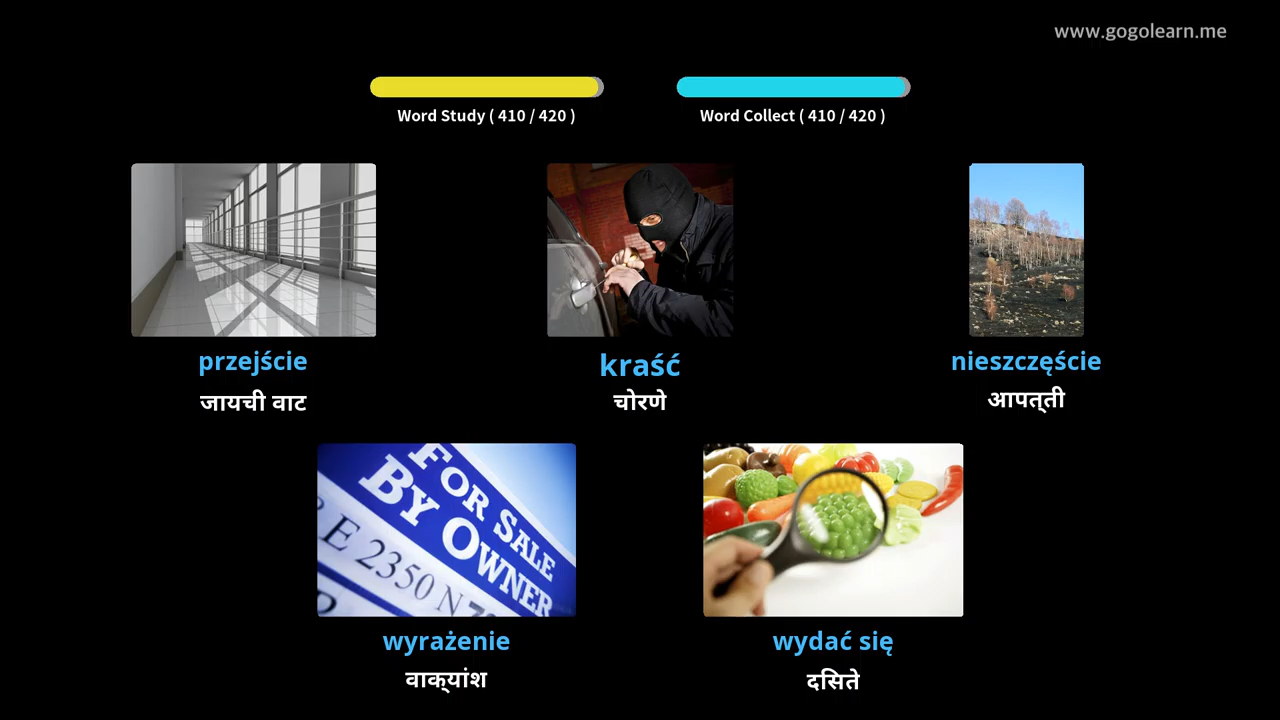 www.gogolearn.me
Word Study ( 410 / 420 )
Word Collect ( 410 / 420 )
przejście
जायची वाट
kraść
चोरणे
nieszczęście
आपत्‌ती
FOR SALE
BY OWNER
E 2350 N
wyrażenie
वाक्‌यांश
wydać się
दसिते